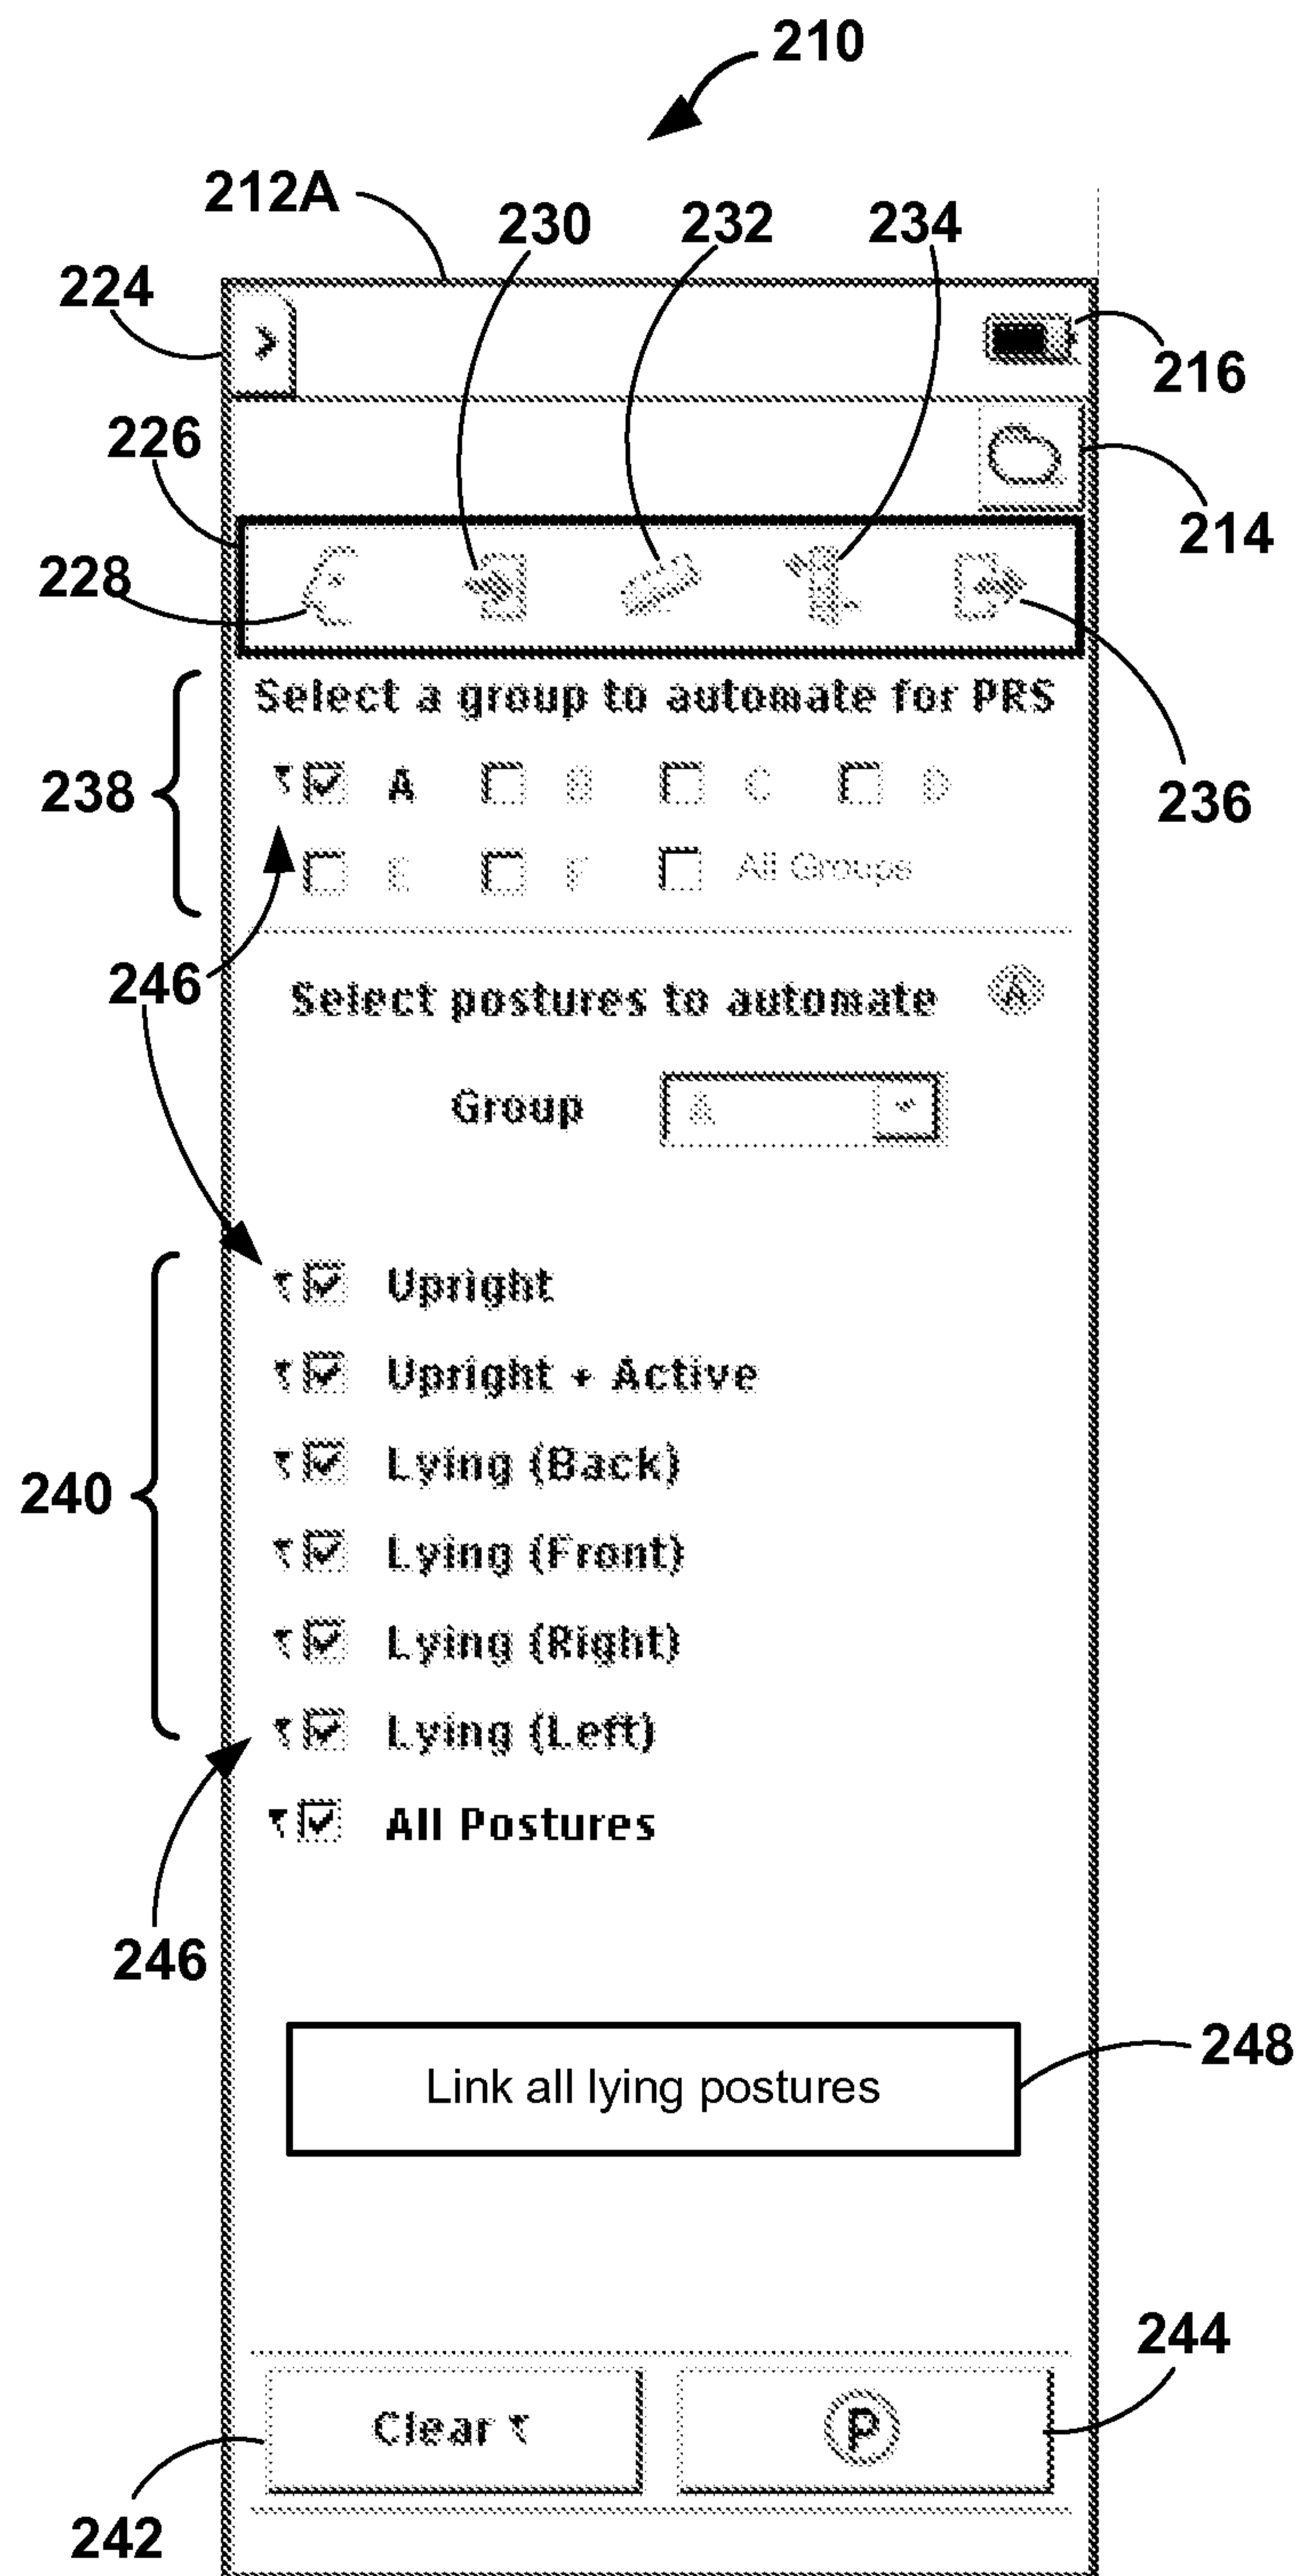 210
212A
230 232 234
224
216
226
214
228
Select a group to automate for PRS
238
A B C D
236
E F All Groups
246
Select postures to automate A
Group A
Upright
Upright + Active
Lying (Back)
240
Lying (Front)
Lying (Right)
Lying (Left)
All Postures
246
248
Link all lying postures
244
Clear P
242